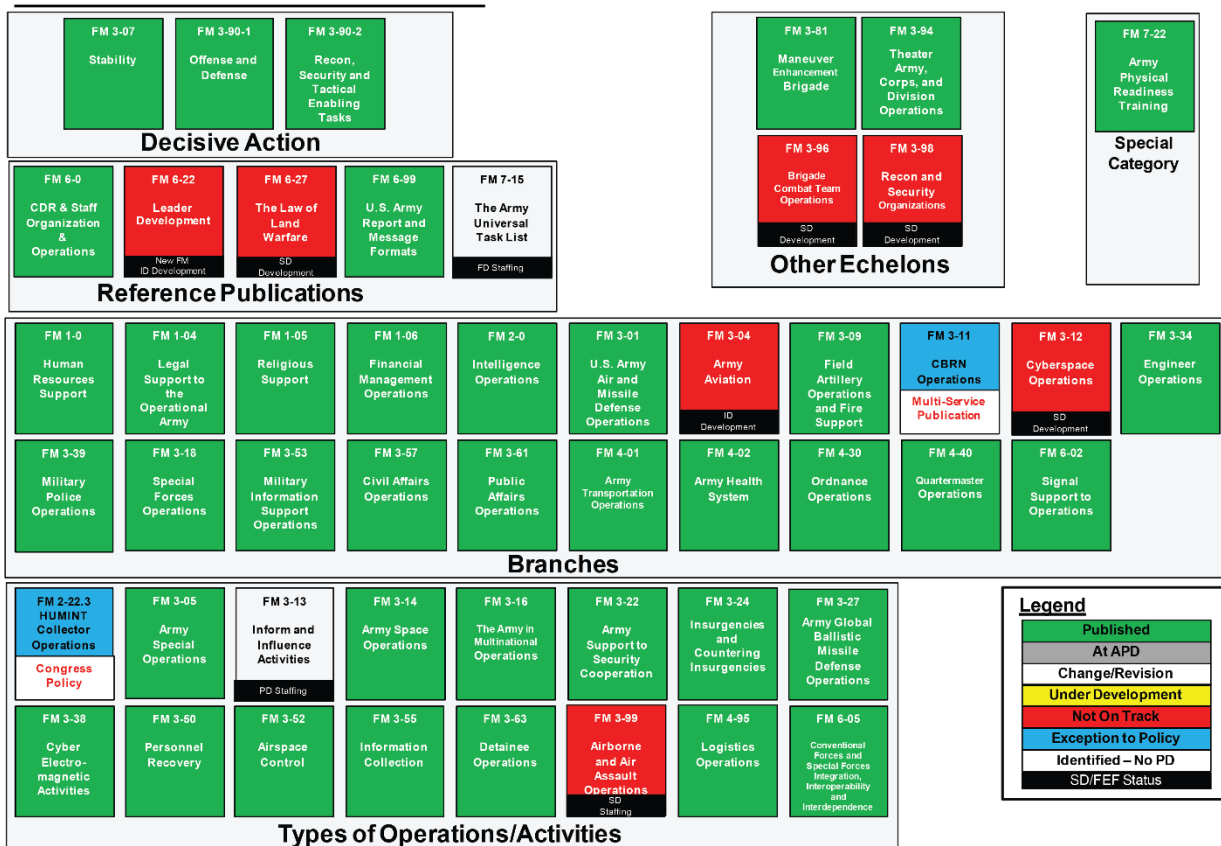 FM 3-07
Stability
FM 3-90-1
Offense and
Defense
FM 3-90-2
Recon,
Security and
Tactical
Enabling
Tasks
Decisive Action
FM 3-81
Maneuver
Enhancement
Brigade
FM 3-94
Theater
Army,
Corps, and
Division
Operations
FM 3-96
Brigade
Combat Team
Operations
SD
Development
FM 3-98
Recon and
Security
Organizations
SD
Development
Other Echelons
FM 7-22
Army
Physical
Readiness
Training
Special
Category
FM 6-0
CDR & Staff
Organization
&
Operations
FM 6-22
Leader
Development
New FM
ID Development
FM 6-27
The Law of
Land
Warfare
SD
Development
FM 6-99
U.S. Army
Report and
Message
Formats
FM 7-15
The Army
Universal
Task List
FD Staffing
Reference Publications
FM 1-0
Human
Resources
Support
FM 1-04
Legal
Support to
the
Operational
Army
FM 1-05
Religious
Support
FM 1-06
Financial
Management
Operations
FM 2-0
Intelligence
Operations
FM 3-01
U.S. Army
Air and
Missile
Defense
Operations
FM 3-04
Army
Aviation
ID
Development
FM 3-09
Field
Artillery
Operations
and Fire
Support
FM 3-11
CBRN
Operations
Multi-Service
Publication
FM 3-12
Cyberspace
Operations
SD
Development
FM 3-34
Engineer
Operations
FM 3-39
Military
Police
Operations
FM 3-18
Special
Forces
Operations
FM 3-53
Military
Information
Support
Operations
FM 3-57
Civil Affairs
Operations
FM 3-61
Public
Affairs
Operations
FM 4-01
Army
Transportation
Operations
FM 4-02
Army Health
System
FM 4-30
Ordnance
Operations
FM 4-40
Quartermaster
Operations
FM 6-02
Signal
Support to
Operations
Branches
FM 2-22.3
HUMINT
Collector
Operations
Congress
Policy
FM 3-05
Army
Special
Operations
FM 3-13
Inform and
Influence
Activities
PD Staffing
FM 3-14
Army Space
Operations
FM 3-16
The Army in
Multinational
Operations
FM 3-22
Army
Support to
Security
Cooperation
FM 3-24
Insurgencies
and
Countering
Insurgencies
FM 3-27
Army Global
Ballistic
Missile
Defense
Operations
FM 3-38
Cyber
Electro-
magnetic
Activities
FM 3-50
Personnel
Recovery
FM 3-52
Airspace
Control
FM 3-55
Information
Collection
FM 3-63
Detainee
Operations
FM 3-99
Airborne
and Air
Assault
Operations
SD
Staffing
FM 4-95
Logistics
Operations
FM 6-05
Conventional
Forces and
Special Forces
Integration,
Interoperability
and
Interdependence
Types of Operations/Activities
Legend
Published
At APD
Change/Revision
Under Development
Not On Track
Exception to Policy
Identified – No PD
SD/FEF Status